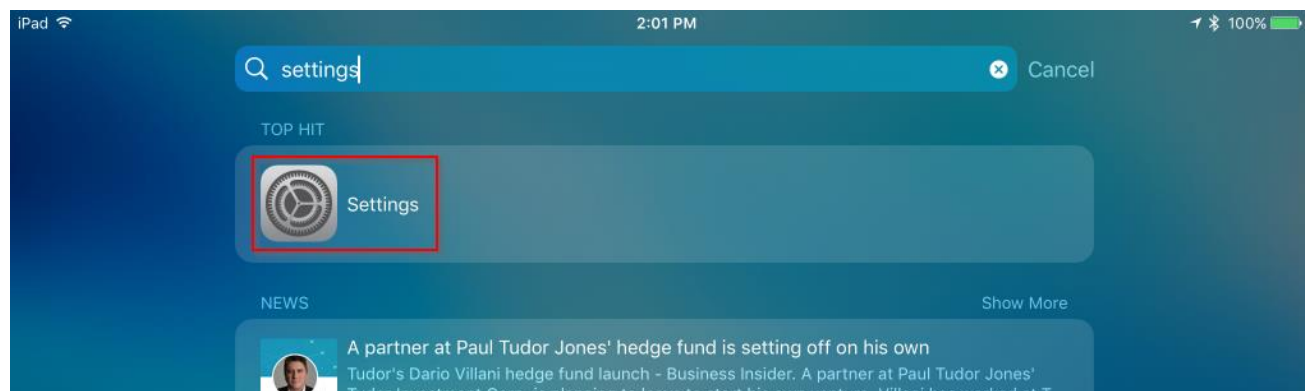 iPad 2:01 PM 100%
settings Cancel
TOP HIT
Settings
NEWS Show More
A partner at Paul Tudor Jones' hedge fund is setting off on his own
Tudor's Dario Villani hedge fund launch - Business Insider. A partner at Paul Tudor Jones'